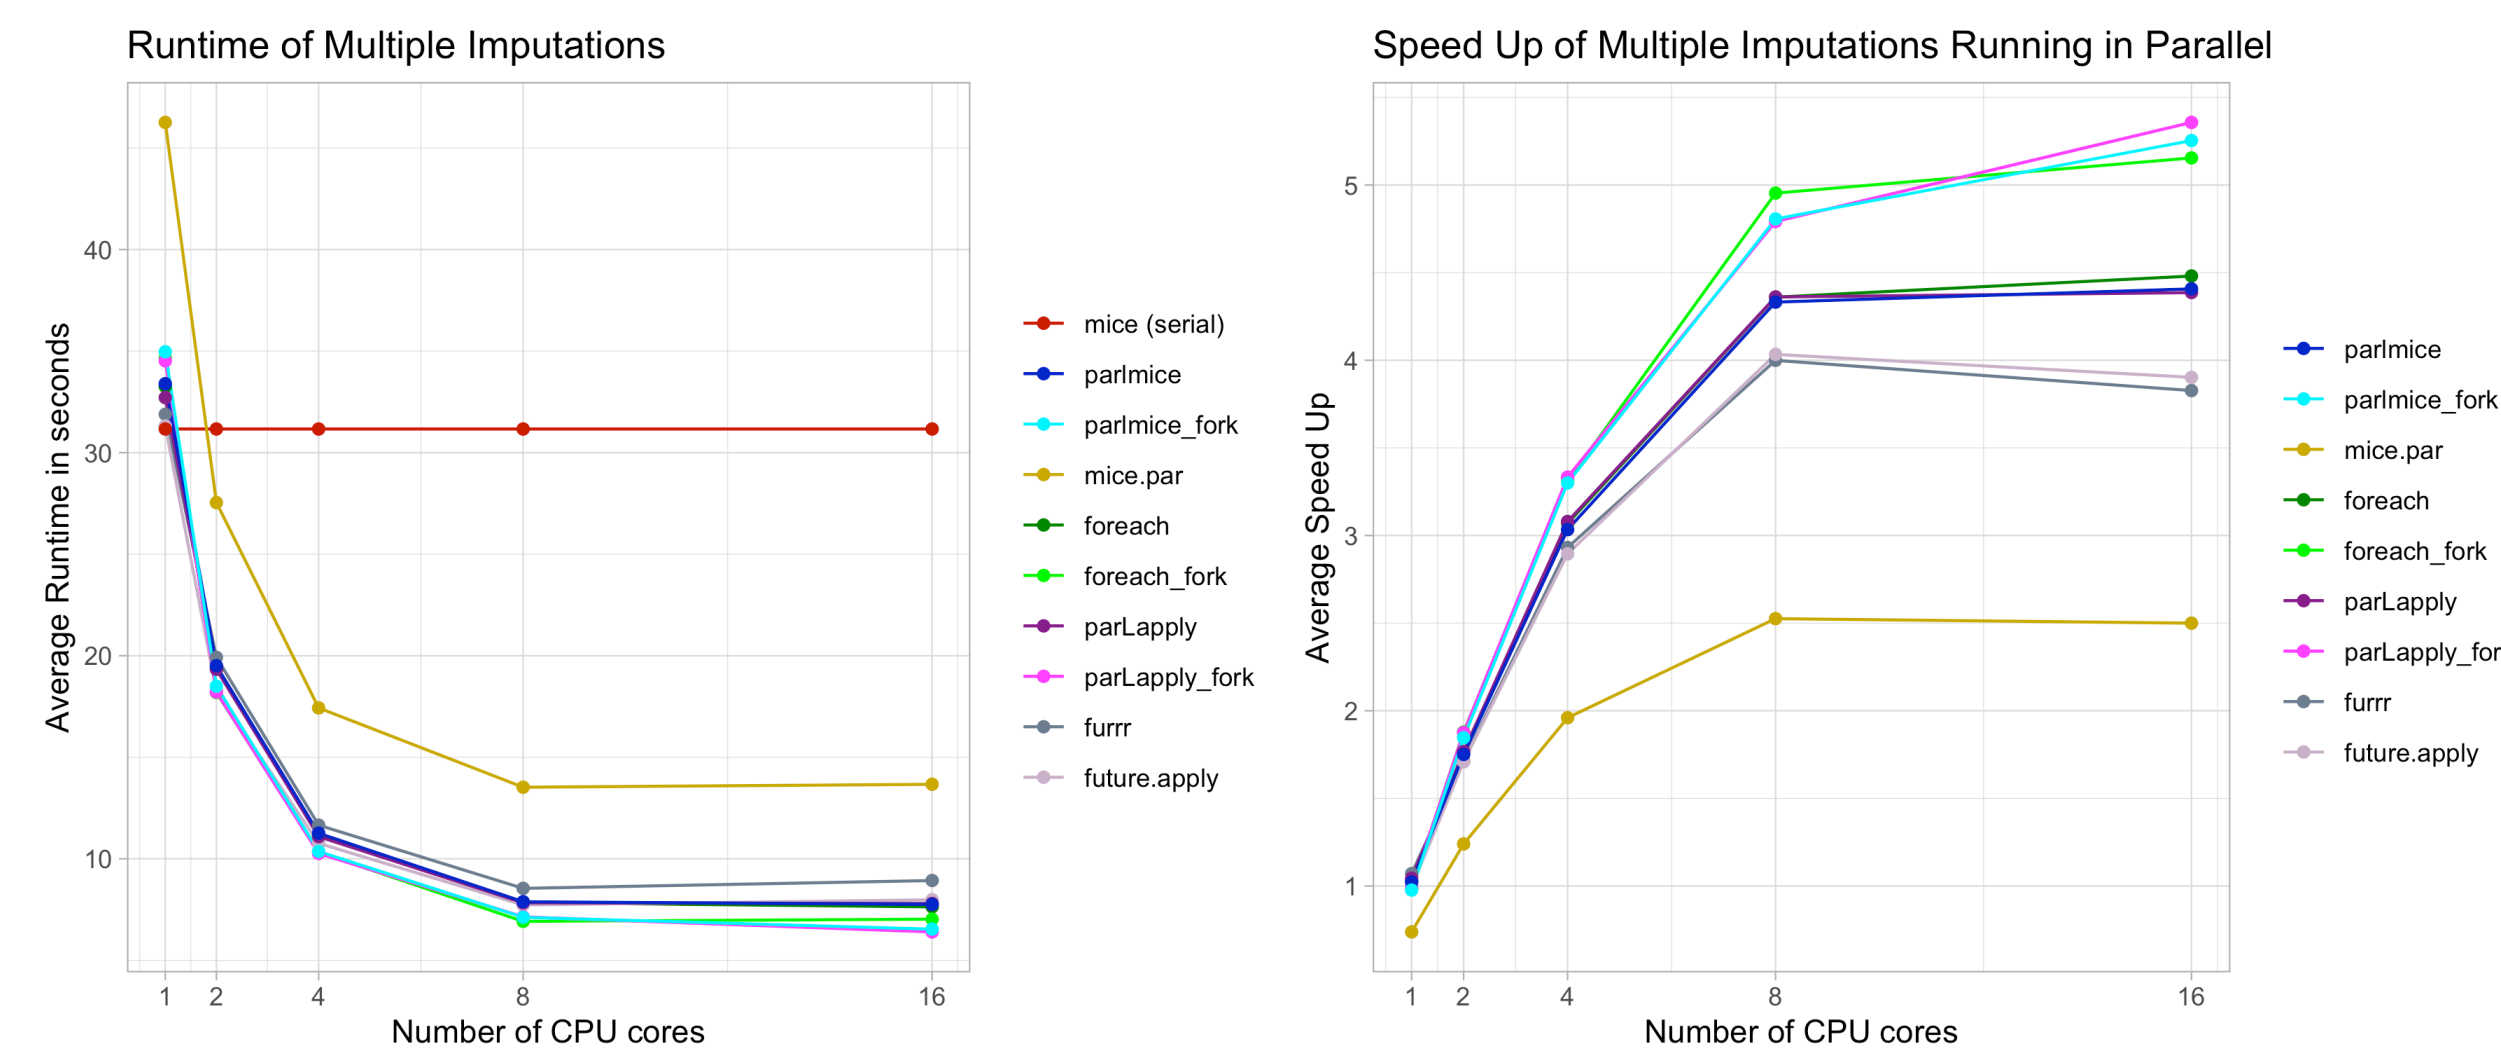 Runtime of Multiple Imputations
Average Runtime in seconds
40
30
20
10
1 2 4 8 16
Number of CPU cores
mice (serial)
parlmice
parlmice_fork
mice.par
foreach
foreach_fork
parLapply
parLapply_fork
furrr
future.apply
Speed Up of Multiple Imputations Running in Parallel
Average Speed Up
5
4
3
2
1
1 2 4 8 16
Number of CPU cores
parlmice
parlmice_fork
mice.par
foreach
foreach_fork
parLapply
parLapply_for
furrr
future.apply